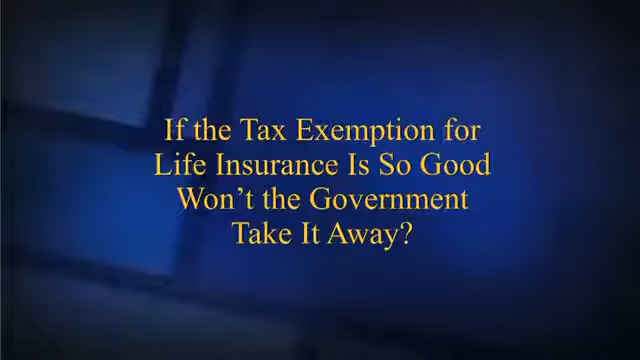 If the Tax Exemption for
Life Insurance Is So Good
Won’t the Government
Take It Away?